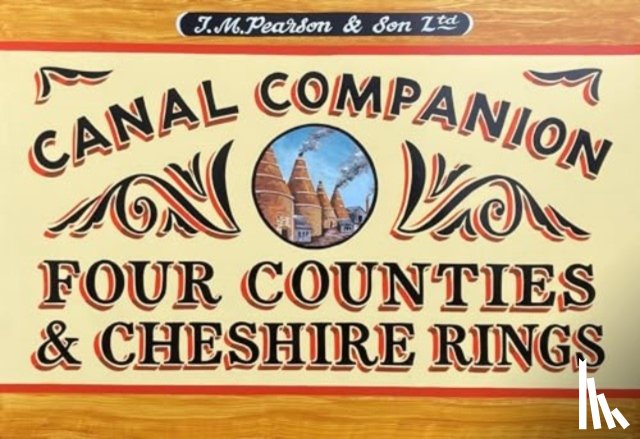 J.M. Pearson & Son Ltd
CANAL COMPANION
FOUR COUNTIES
& CHESHIRE RINGS